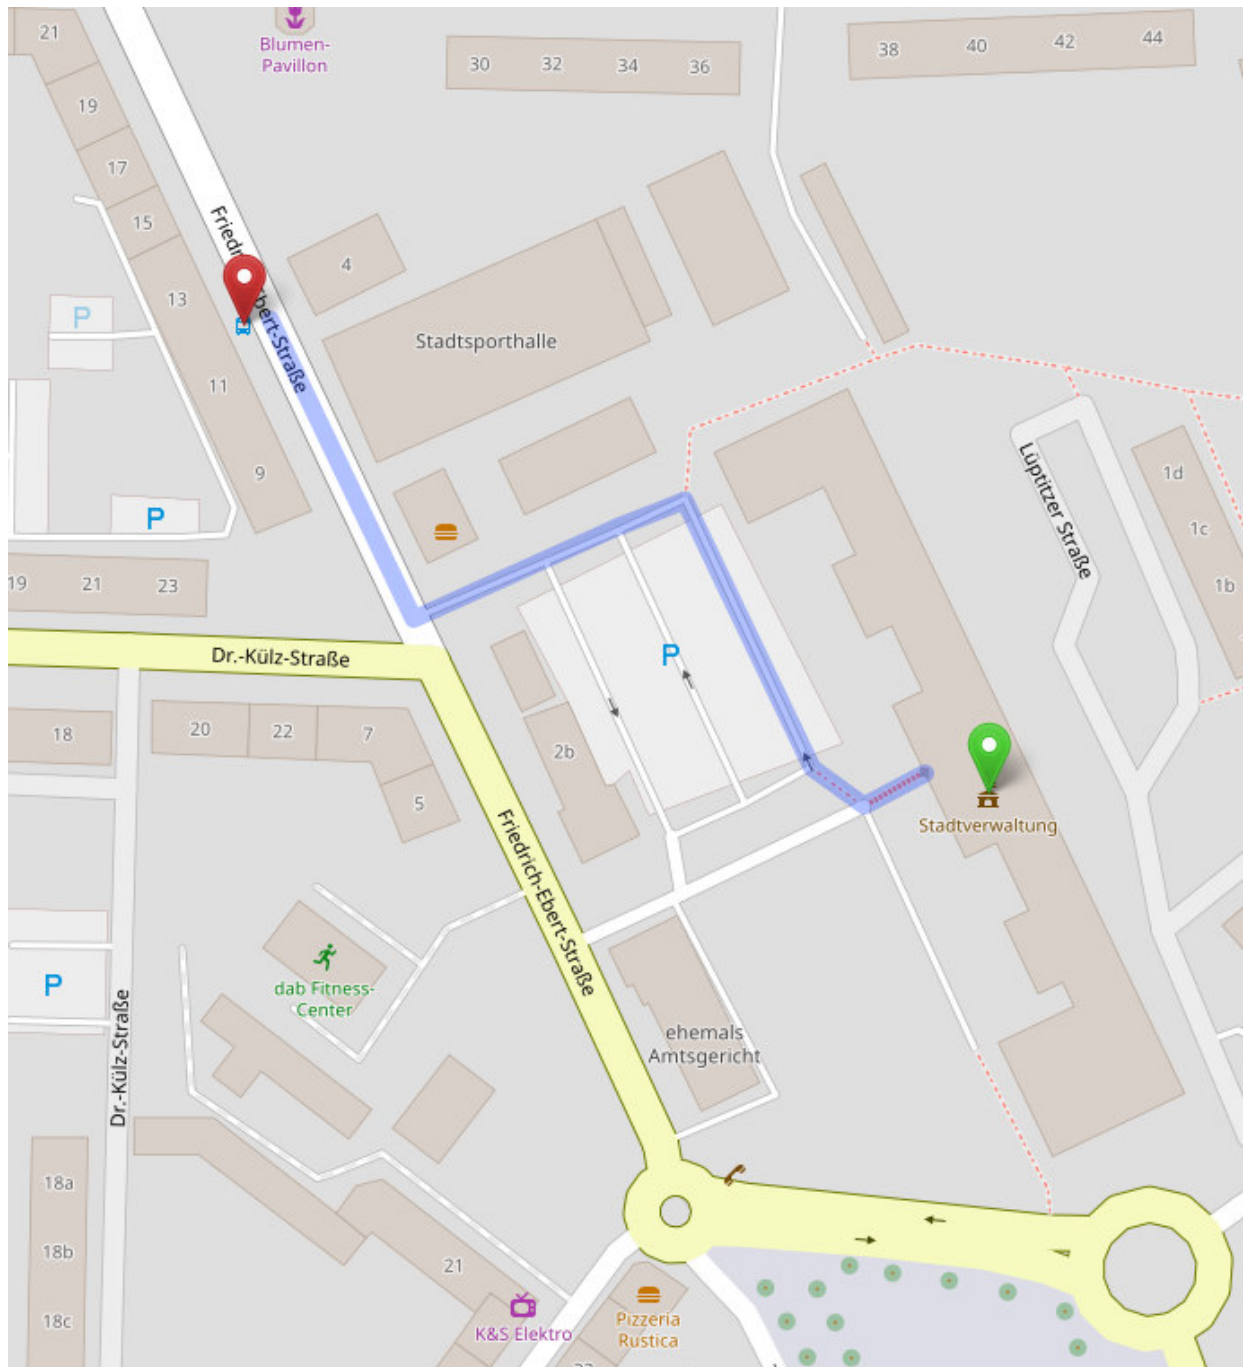 21
Blumen-
Pavillon
30
32
34
36
38
40
42
44
19
17
15
13
11
9
4
Friedrich-Ebert-Straße
Stadtsporthalle
P
P
19
21
23
Dr.-Külz-Straße
18
20
22
7
5
2b
P
Lüptitzer Straße
1d
1c
1b
Stadtverwaltung
Friedrich-Ebert-Straße
dab Fitness-
Center
P
Dr.-Külz-Straße
ehemals
Amtsgericht
18a
18b
18c
21
K&S Elektro
Pizzeria
Rustica